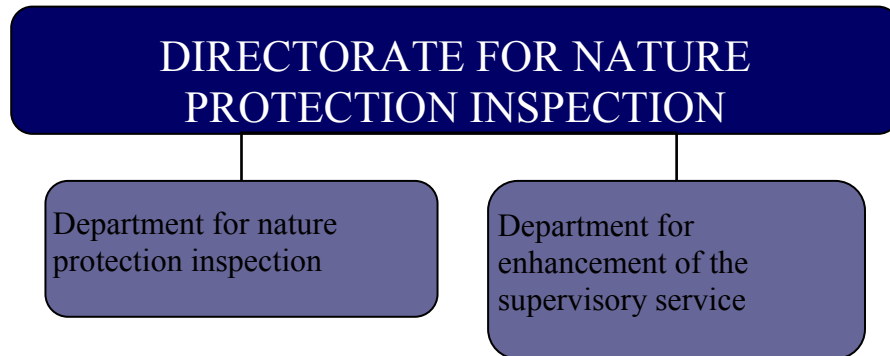 DIRECTORATE FOR NATURE
PROTECTION INSPECTION
Department for nature
protection inspection
Department for
enhancement of the
supervisory service